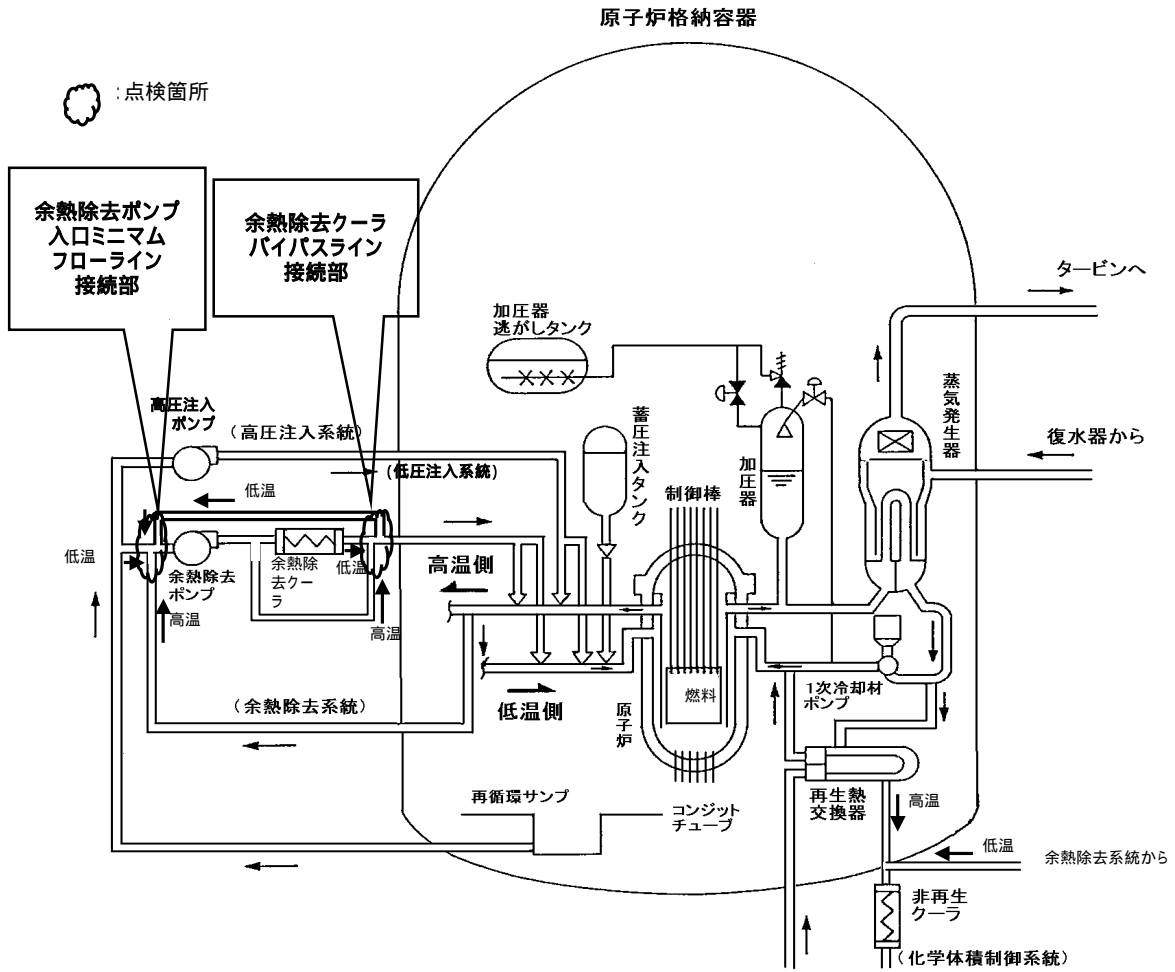 原子炉格納容器
:点検箇所
余熱除去ポンプ
入口ミニマム
フローライン
接続部
余熱除去クーラ
バイパスライン
接続部
タービンへ
加圧器
逃がしタンク
蒸気発生器
復水器から
高圧注入
ポンプ
(高圧注入系統)
(低圧注入系統)
低温
蓄圧注入タンク
加圧器
制御棒
低温
余熱除去
ポンプ
余熱除
去クー
ラ
低温
高温側
高温
高温
(余熱除去系統)
低温側
原子炉
燃料
1次冷却材
ポンプ
再循環サンプ
コンジット
チューブ
再生熱
交換器
高温
低温
余熱除去系統から
非再生
クーラ
(化学体積制御系統)